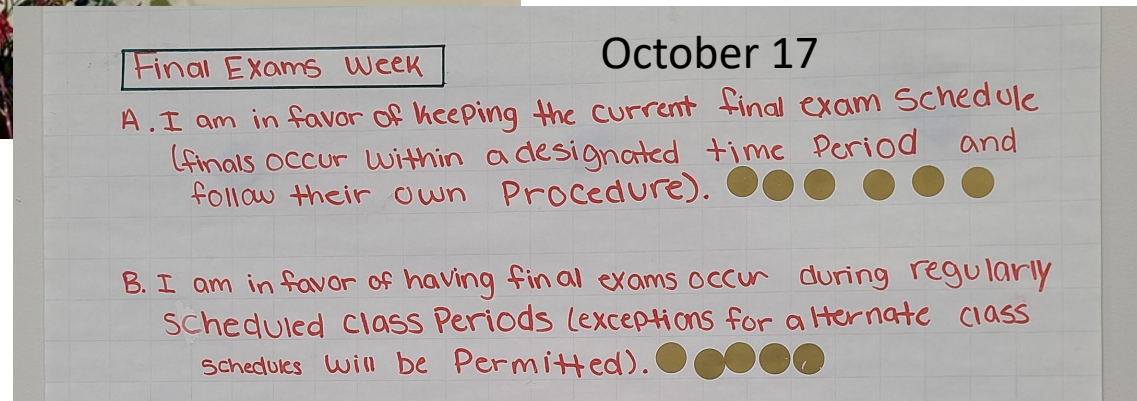 October 17
Final Exams Week
A. I am in favor of keeping the current final exam schedule
(finals occur within a designated time period and
follow their own procedure).
B. I am in favor of having final exams occur during regularly
scheduled class periods (exceptions for alternate class
schedules will be permitted).